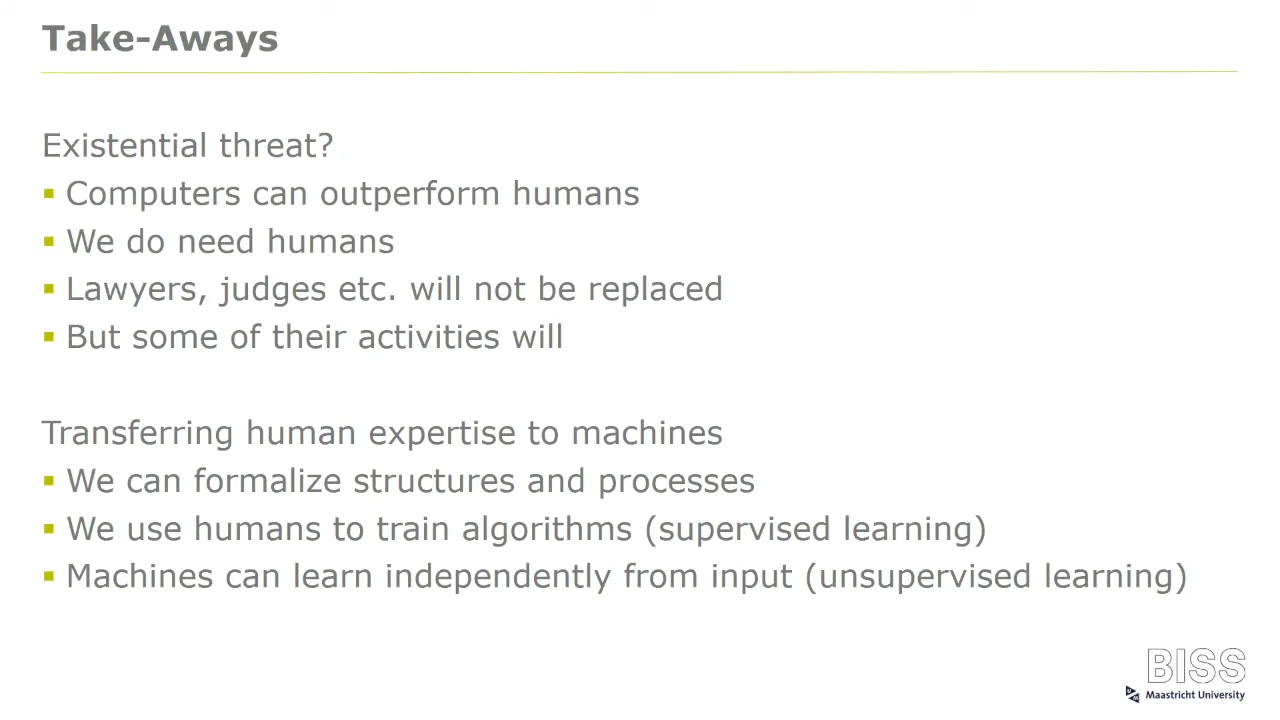 Take-Aways
Existential threat?
▪ Computers can outperform humans
▪ We do need humans
▪ Lawyers, judges etc. will not be replaced
▪ But some of their activities will
Transferring human expertise to machines
▪ We can formalize structures and processes
▪ We use humans to train algorithms (supervised learning)
▪ Machines can learn independently from input (unsupervised learning)
BISS
Maastricht University